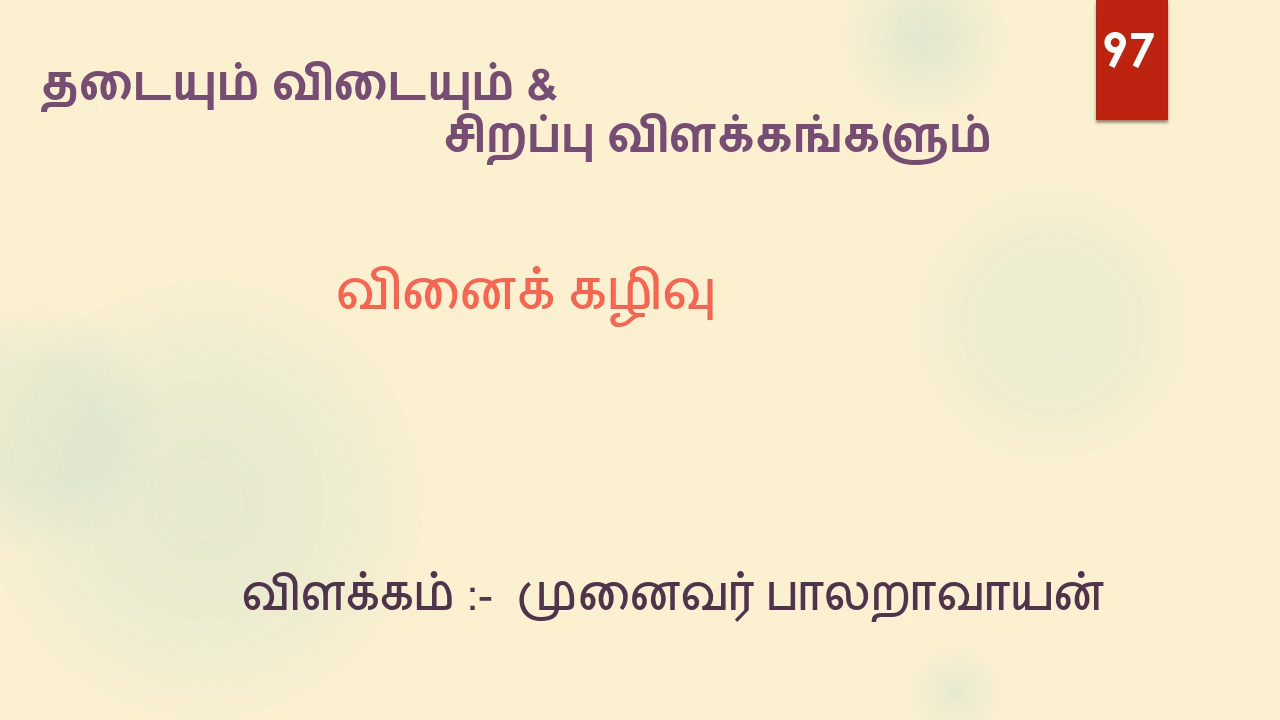 97
தடையும் விடையும் &
சிறப்பு விளக்கங்களும்
வினைக் கழிவு
விளக்கம் :- முனைவர் பாலறாவாயன்